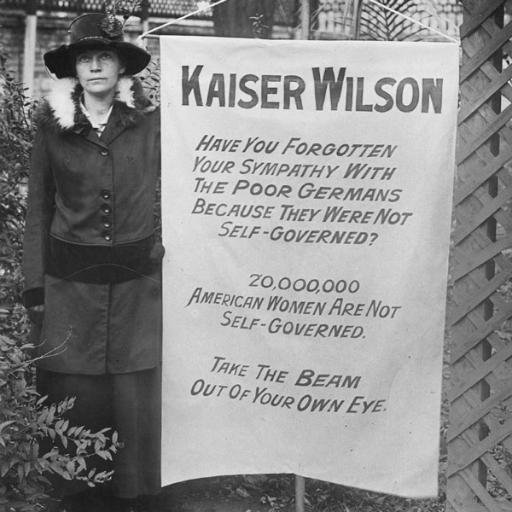 KAISER WILSON
HAVE YOU FORGOTTEN
YOUR SYMPATHY WITH
THE POOR GERMANS
BECAUSE THEY WERE NOT
SELF-GOVERNED?
20,000,000
AMERICAN WOMEN ARE NOT
SELF-GOVERNED.
TAKE THE BEAM
OUT OF YOUR OWN EYE.